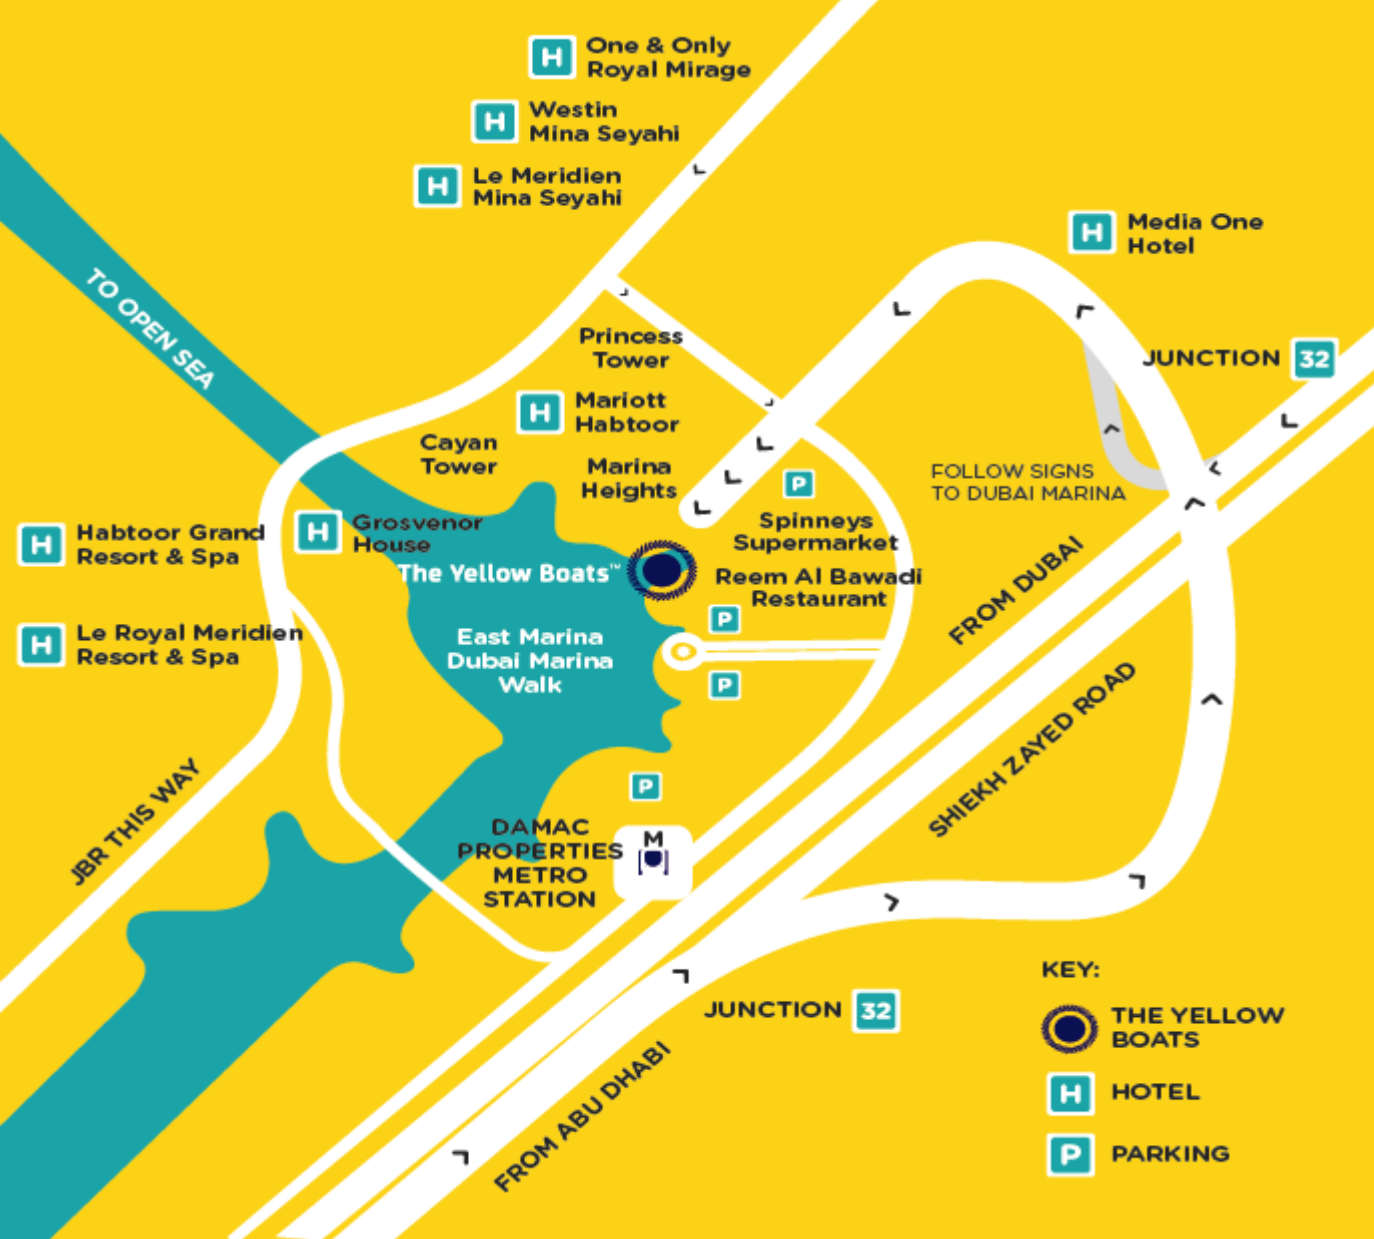 H
One & Only
Royal Mirage
H
Westin
Mina Seyahi
H
Le Meridien
Mina Seyahi
H
Media One
Hotel
TO OPEN SEA
Princess
Tower
JUNCTION 32
H
Mariott
Habtoor
Cayan
Tower
Marina
Heights
P
FOLLOW SIGNS
TO DUBAI MARINA
H
Habtoor Grand
Resort & Spa
H
Grosvenor
House
Spinneys
Supermarket
The Yellow Boats™
Reem Al Bawadi
Restaurant
FROM DUBAI
P
H
Le Royal Meridien
Resort & Spa
East Marina
Dubai Marina
Walk
P
SHIEKH ZAYED ROAD
JBR THIS WAY
P
DAMAC
PROPERTIES
METRO
STATION
M
JUNCTION 32
FROM ABU DHABI
KEY:
THE YELLOW
BOATS
H
HOTEL
P
PARKING